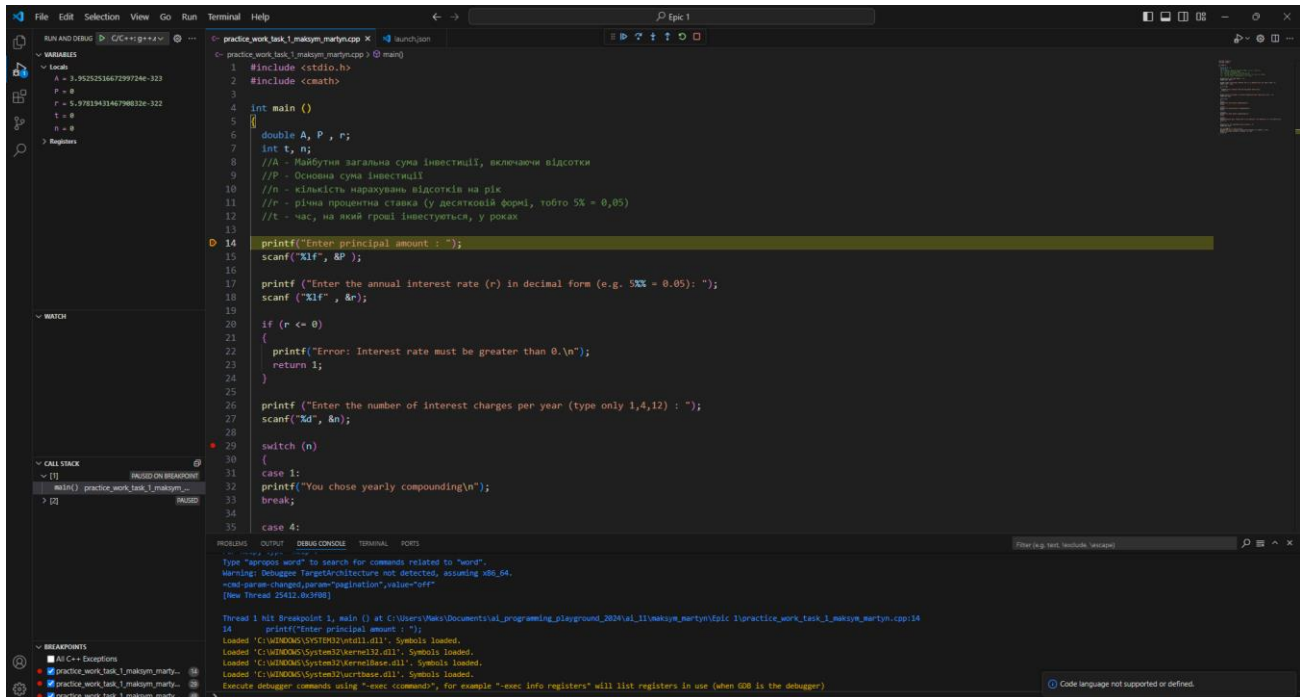 File Edit Selection View Go Run Terminal Help
Epic 1
RUN AND DEBUG
practice_work_task_1_maksym_martyn.cpp
launch.json
practice_work_task_1_maksym_martyn.cpp > main()
VARIABLES
Locals
A = 3.9525251667299724e-323
P = 0
r = 5.9781943146790832e-322
t = 0
n = 0
Registers
WATCH
CALL STACK
[1] PAUSED ON BREAKPOINT
main() practice_work_task_1_maksym_...
[2] PAUSED
BREAKPOINTS
All C++ Exceptions
practice_work_task_1_maksym_marty... 14
practice_work_task_1_maksym_marty... 29
practice_work_task_1_maksym_marty...
1 #include <stdio.h>
2 #include <cmath>
3
4 int main ()
5 {
6 double A, P , r;
7 int t, n;
8 //A - Майбутня загальна сума інвестиції, включаючи відсотки
9 //P - Основна сума інвестиції
10 //n - кількість нарахувань відсотків на рік
11 //r - річна процентна ставка (у десятковій формі, тобто 5% = 0,05)
12 //t - час, на який гроші інвестуються, у роках
13
14 printf("Enter principal amount : ");
15 scanf("%lf", &P );
16
17 printf ("Enter the annual interest rate (r) in decimal form (e.g. 5%% = 0.05): ");
18 scanf ("%lf" , &r);
19
20 if (r <= 0)
21 {
22 printf("Error: Interest rate must be greater than 0.\n");
23 return 1;
24 }
25
26 printf ("Enter the number of interest charges per year (type only 1,4,12) : ");
27 scanf("%d", &n);
28
29 switch (n)
30 {
31 case 1:
32 printf("You chose yearly compounding\n");
33 break;
34
35 case 4:
PROBLEMS OUTPUT DEBUG CONSOLE TERMINAL PORTS
Filter (e.g. text, !exclude, \escape)
Type "apropos word" to search for commands related to "word".
Warning: Debuggee TargetArchitecture not detected, assuming x86_64.
=cmd-param-changed,param="pagination",value="off"
[New Thread 25412.0x3f08]
Thread 1 hit Breakpoint 1, main () at C:\Users\Maks\Documents\ai_programming_playground_2024\ai_11\maksym_martyn\Epic 1\practice_work_task_1_maksym_martyn.cpp:14
14 printf("Enter principal amount : ");
Loaded 'C:\WINDOWS\SYSTEM32\ntdll.dll'. Symbols loaded.
Loaded 'C:\WINDOWS\System32\kernel32.dll'. Symbols loaded.
Loaded 'C:\WINDOWS\System32\KernelBase.dll'. Symbols loaded.
Loaded 'C:\WINDOWS\System32\ucrtbase.dll'. Symbols loaded.
Execute debugger commands using "-exec <command>", for example "-exec info registers" will list registers in use (when GDB is the debugger)
Code language not supported or defined.